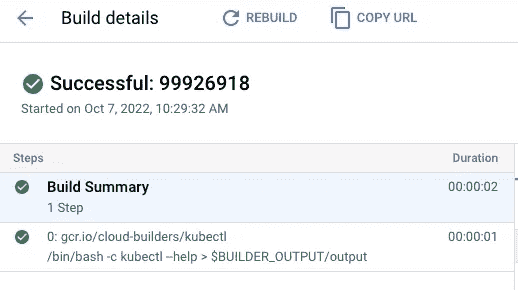 Build details
REBUILD
COPY URL
Successful: 99926918
Started on Oct 7, 2022, 10:29:32 AM
Steps
Duration
Build Summary
00:00:02
1 Step
0: gcr.io/cloud-builders/kubectl
00:00:01
/bin/bash -c kubectl --help > $BUILDER_OUTPUT/output